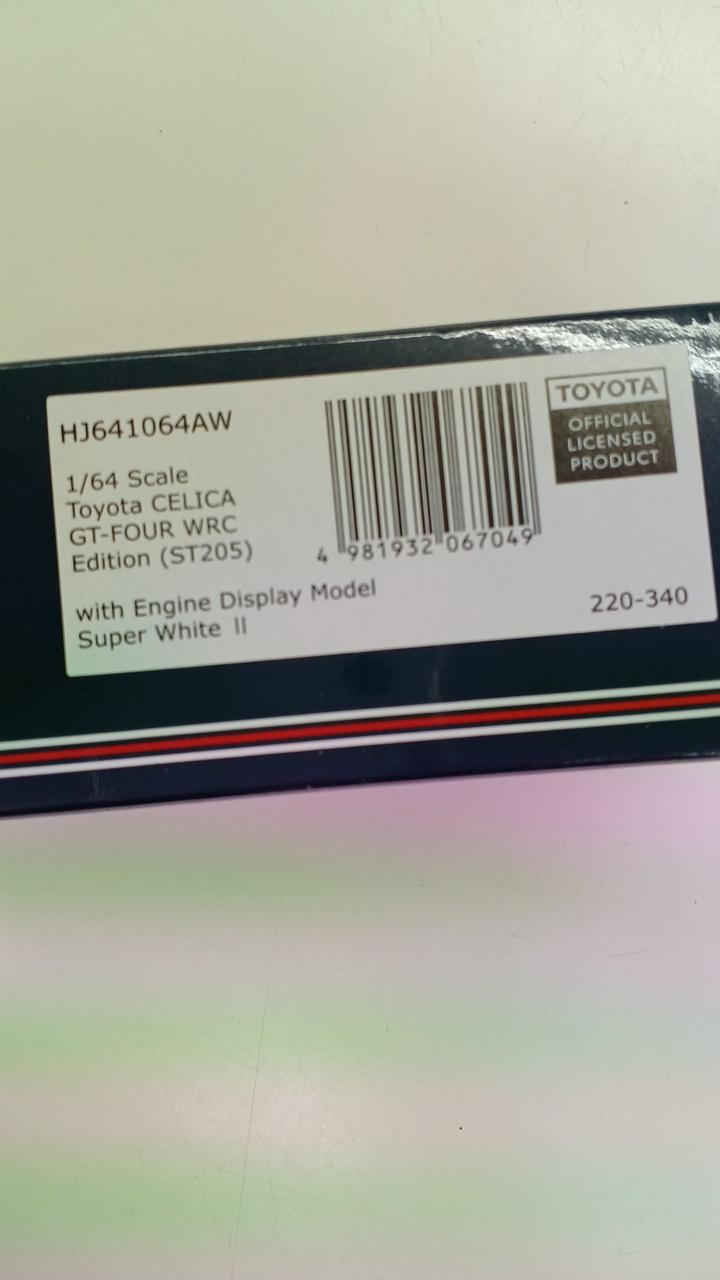 HJ641064AW
1/64 Scale
Toyota CELICA
GT-FOUR WRC
Edition (ST205)
with Engine Display Model
Super White II
4 981932 067049
TOYOTA
OFFICIAL
LICENSED
PRODUCT
220-340